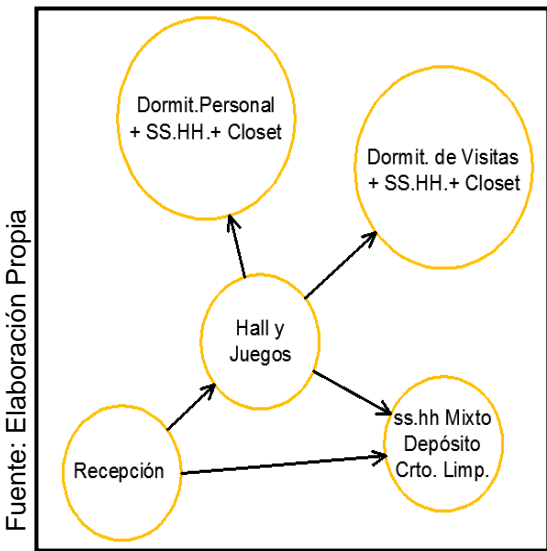 Dormit.Personal
+ SS.HH.+ Closet
Dormit. de Visitas
+ SS.HH.+ Closet
Hall y
Juegos
ss.hh Mixto
Depósito
Crto. Limp.
Recepción
Fuente: Elaboración Propia